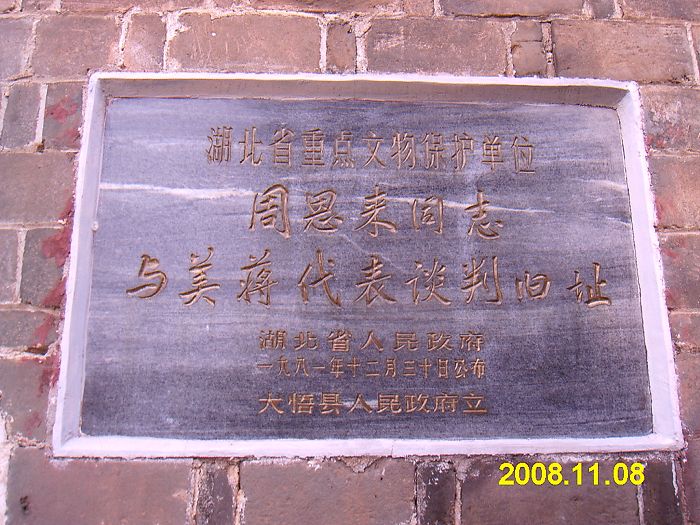 湖北省重点文物保护单位
周恩来同志
与美蒋代表谈判旧址
湖北省人民政府
一九八一年十二月三十日公布
大悟县人民政府立
2008.11.08